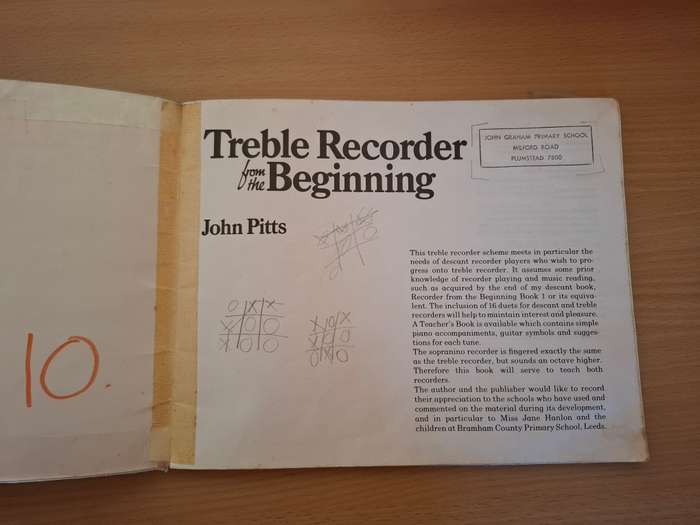 10.
Treble Recorder
from the Beginning
John Pitts
JOHN GRAHAM PRIMARY SCHOOL
MILFORD ROAD
PLUMSTEAD 7800
This treble recorder scheme meets in particular the
needs of descant recorder players who wish to pro-
gress onto treble recorder. It assumes some prior
knowledge of recorder playing and music reading,
such as acquired by the end of my descant book,
Recorder from the Beginning Book 1 or its equiva-
lent. The inclusion of 16 duets for descant and treble
recorders will help to maintain interest and pleasure.
A Teacher's Book is available which contains simple
piano accompaniments, guitar symbols and sugges-
tions for each tune.
The sopranino recorder is fingered exactly the same
as the treble recorder, but sounds an octave higher.
Therefore this book will serve to teach both
recorders.
The author and the publisher would like to record
their appreciation to the schools who have used and
commented on the material during its development,
and in particular to Miss Jane Hanlon and the
children at Bramham County Primary School, Leeds.
O X X
X O O
X O O
X O X
O X O